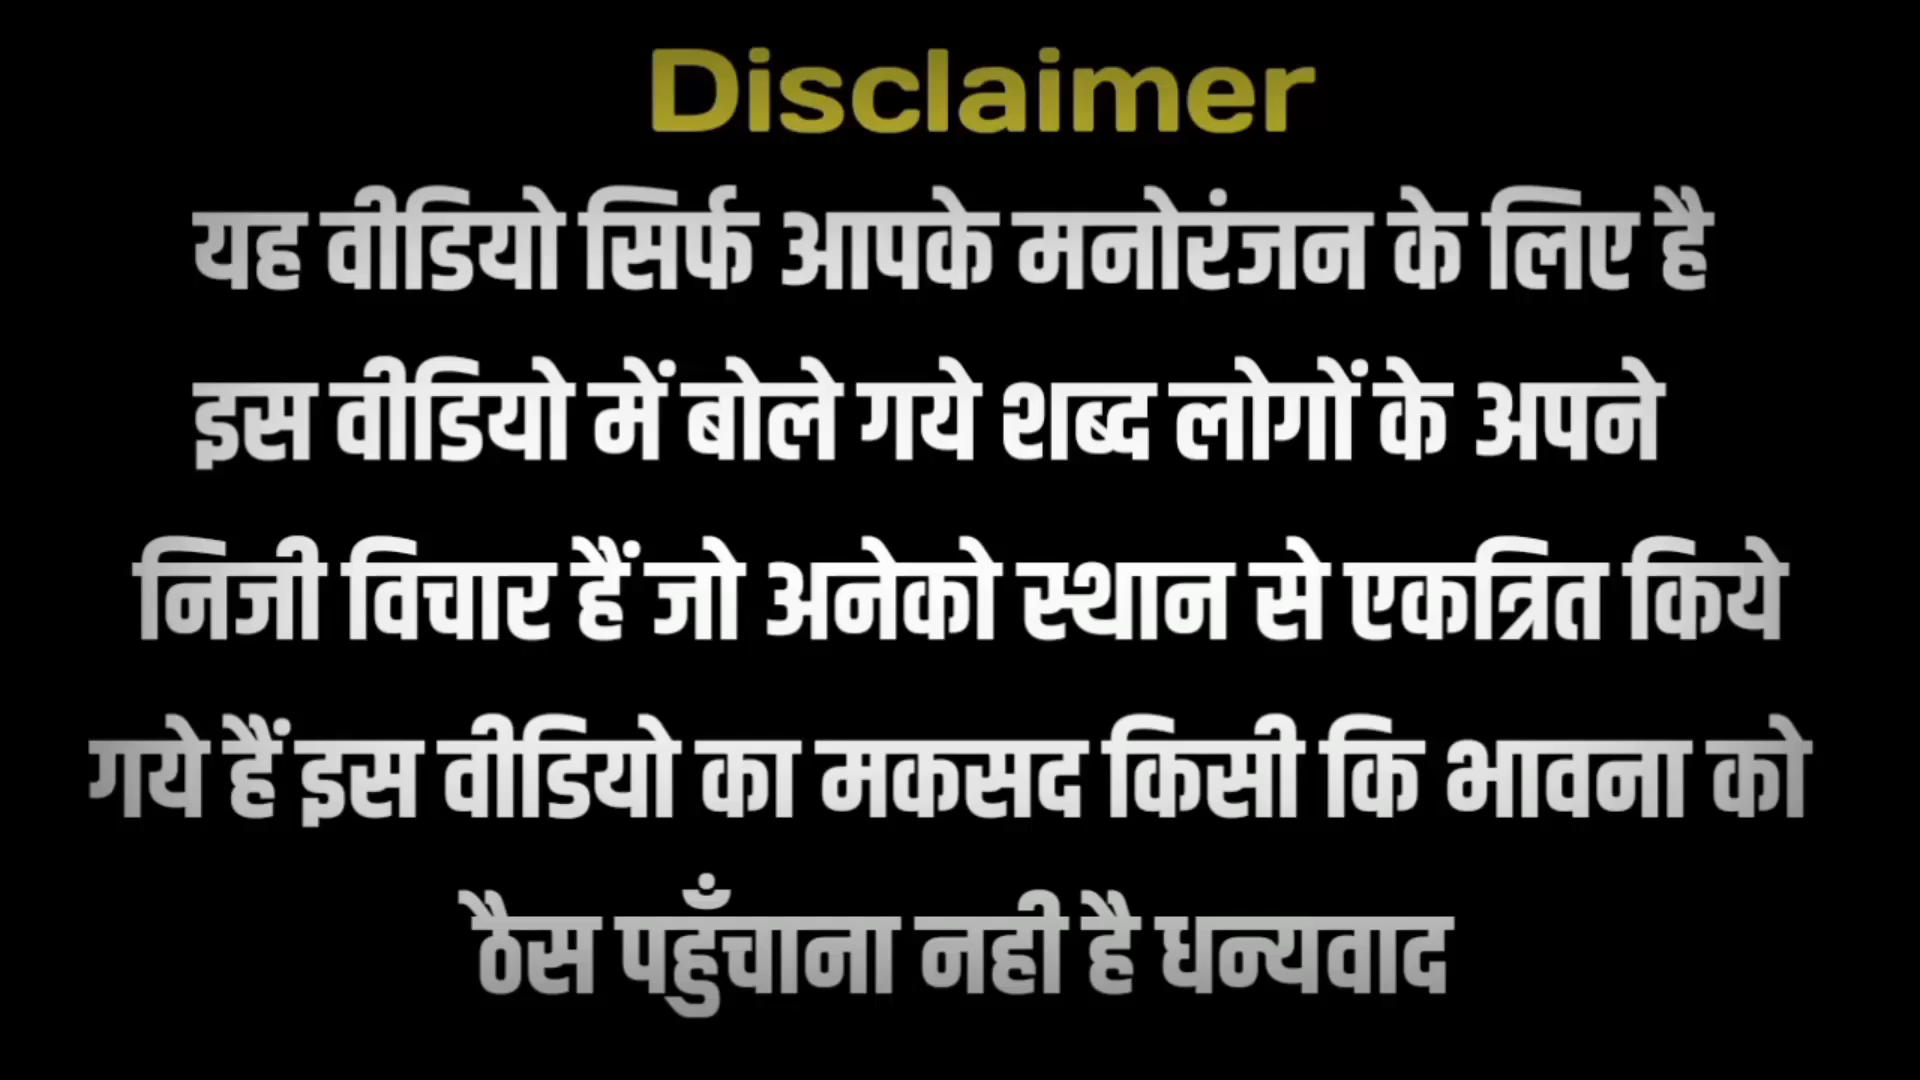 Disclaimer
यह वीडियो सिर्फ आपके मनोरंजन के लिए है
इस वीडियो में बोले गये शब्द लोगों के अपने
निजी विचार हैं जो अनेको स्थान से एकत्रित किये
गये हैं इस वीडियो का मकसद किसी कि भावना को
ठैस पहुँचाना नही है धन्यवाद